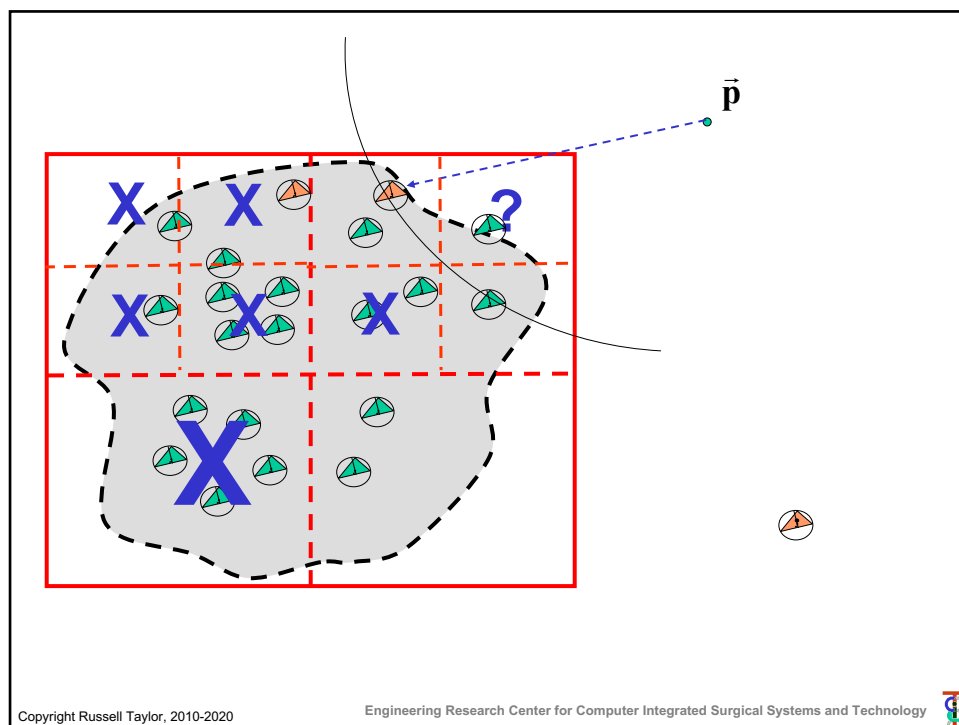 p⃗
X X ?
X X X
X
Copyright Russell Taylor, 2010-2020
Engineering Research Center for Computer Integrated Surgical Systems and Technology